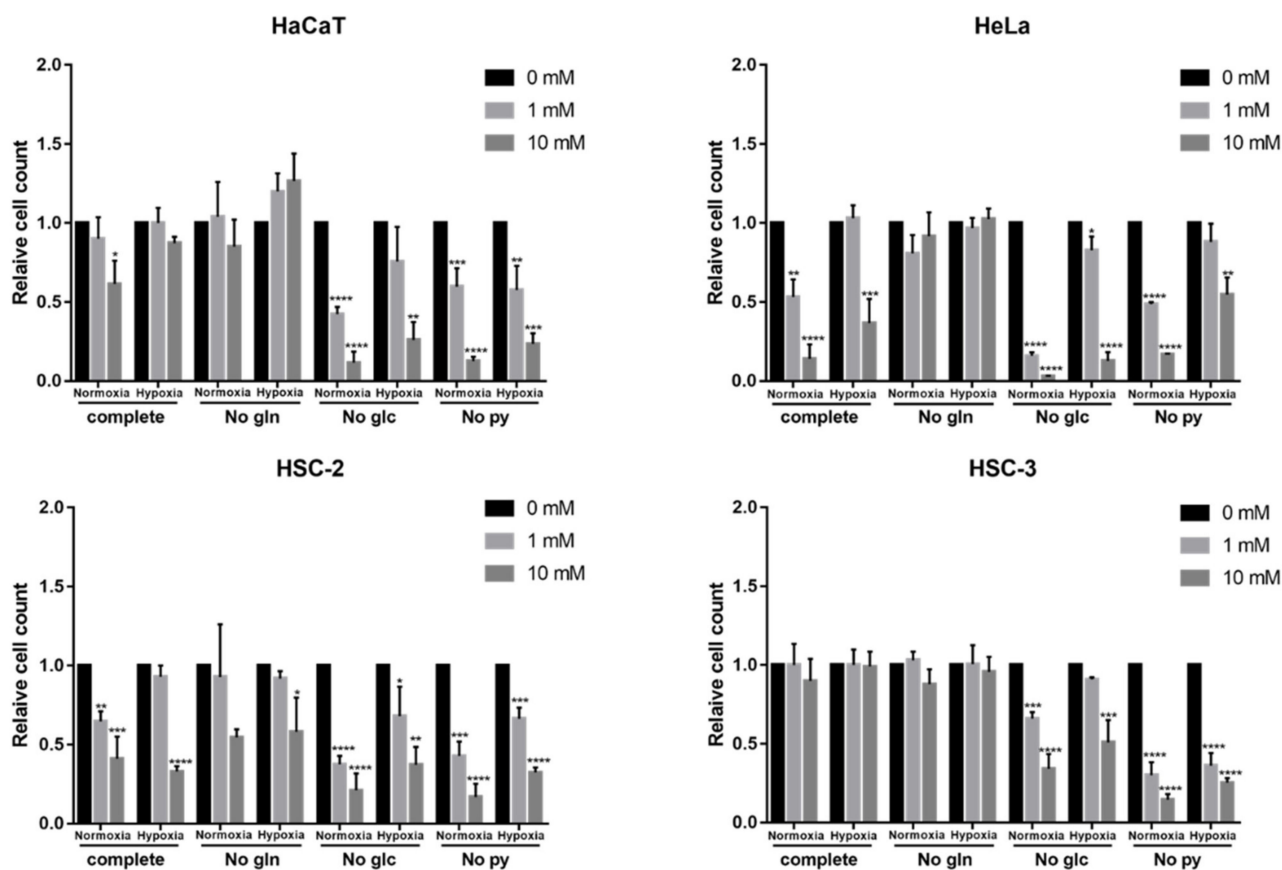 HaCaT
2.0
1.5
1.0
0.5
0.0
Relaive cell count
0 mM
1 mM
10 mM
*
****
****
**
***
****
**
***
Normoxia Hypoxia Normoxia Hypoxia Normoxia Hypoxia Normoxia Hypoxia
complete No gln No glc No py
HeLa
2.0
1.5
1.0
0.5
0.0
Relaive cell count
0 mM
1 mM
10 mM
**
****
***
****
****
*
****
****
****
**
Normoxia Hypoxia Normoxia Hypoxia Normoxia Hypoxia Normoxia Hypoxia
complete No gln No glc No py
HSC-2
2.0
1.5
1.0
0.5
0.0
Relaive cell count
0 mM
1 mM
10 mM
**
***
****
*
****
****
*
**
***
****
***
****
Normoxia Hypoxia Normoxia Hypoxia Normoxia Hypoxia Normoxia Hypoxia
complete No gln No glc No py
HSC-3
2.0
1.5
1.0
0.5
0.0
Relaive cell count
0 mM
1 mM
10 mM
***
****
***
****
****
****
****
Normoxia Hypoxia Normoxia Hypoxia Normoxia Hypoxia Normoxia Hypoxia
complete No gln No glc No py